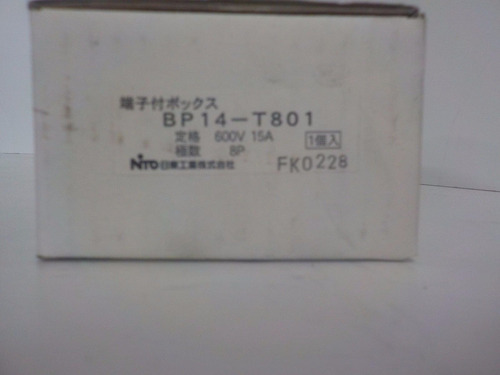 端子付ボックス
BP14-T801
定格 600V 15A
極数 8P
1個入
NITO 日東工業株式会社
FK0228